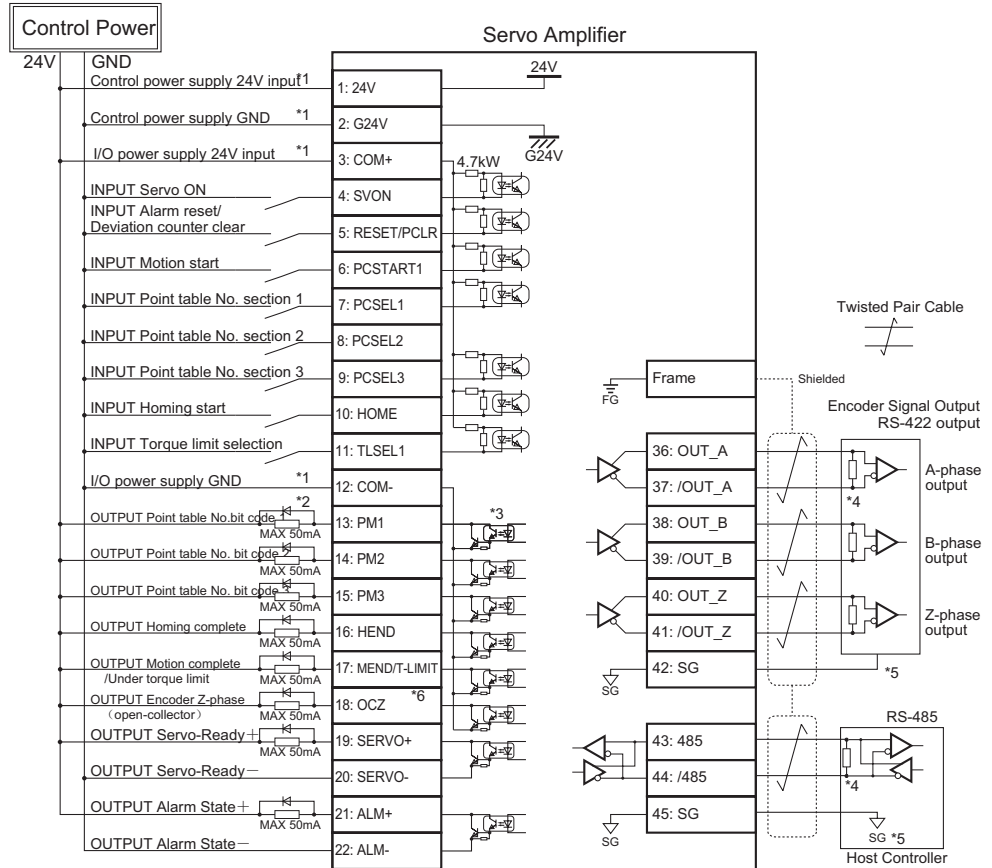 Control Power
Servo Amplifier
24V
GND
24V
Control power supply 24V input*1
1: 24V
Control power supply GND *1
2: G24V
G24V
I/O power supply 24V input *1
3: COM+
4.7kW
INPUT Servo ON
4: SVON
INPUT Alarm reset/
Deviation counter clear
5: RESET/PCLR
INPUT Motion start
6: PCSTART1
INPUT Point table No. section 1
7: PCSEL1
INPUT Point table No. section 2
8: PCSEL2
INPUT Point table No. section 3
9: PCSEL3
INPUT Homing start
10: HOME
INPUT Torque limit selection
11: TLSEL1
I/O power supply GND *1
12: COM-
*2
OUTPUT Point table No.bit code 1
MAX 50mA
13: PM1
*3
OUTPUT Point table No. bit code 2
MAX 50mA
14: PM2
OUTPUT Point table No. bit code 3
MAX 50mA
15: PM3
OUTPUT Homing complete
MAX 50mA
16: HEND
OUTPUT Motion complete
/Under torque limit
MAX 50mA
17: MEND/T-LIMIT
OUTPUT Encoder Z-phase
（open-collector）
MAX 50mA
18: OCZ
*6
OUTPUT Servo-Ready＋
MAX 50mA
19: SERVO+
OUTPUT Servo-Ready－
20: SERVO-
OUTPUT Alarm State＋
MAX 50mA
21: ALM+
OUTPUT Alarm State－
22: ALM-
Twisted Pair Cable
Frame
FG
Shielded
Encoder Signal Output
RS-422 output
36: OUT_A
37: /OUT_A
*4
A-phase
output
38: OUT_B
39: /OUT_B
B-phase
output
40: OUT_Z
41: /OUT_Z
Z-phase
output
42: SG
SG
*5
RS-485
43: 485
44: /485
*4
45: SG
SG
SG *5
Host Controller